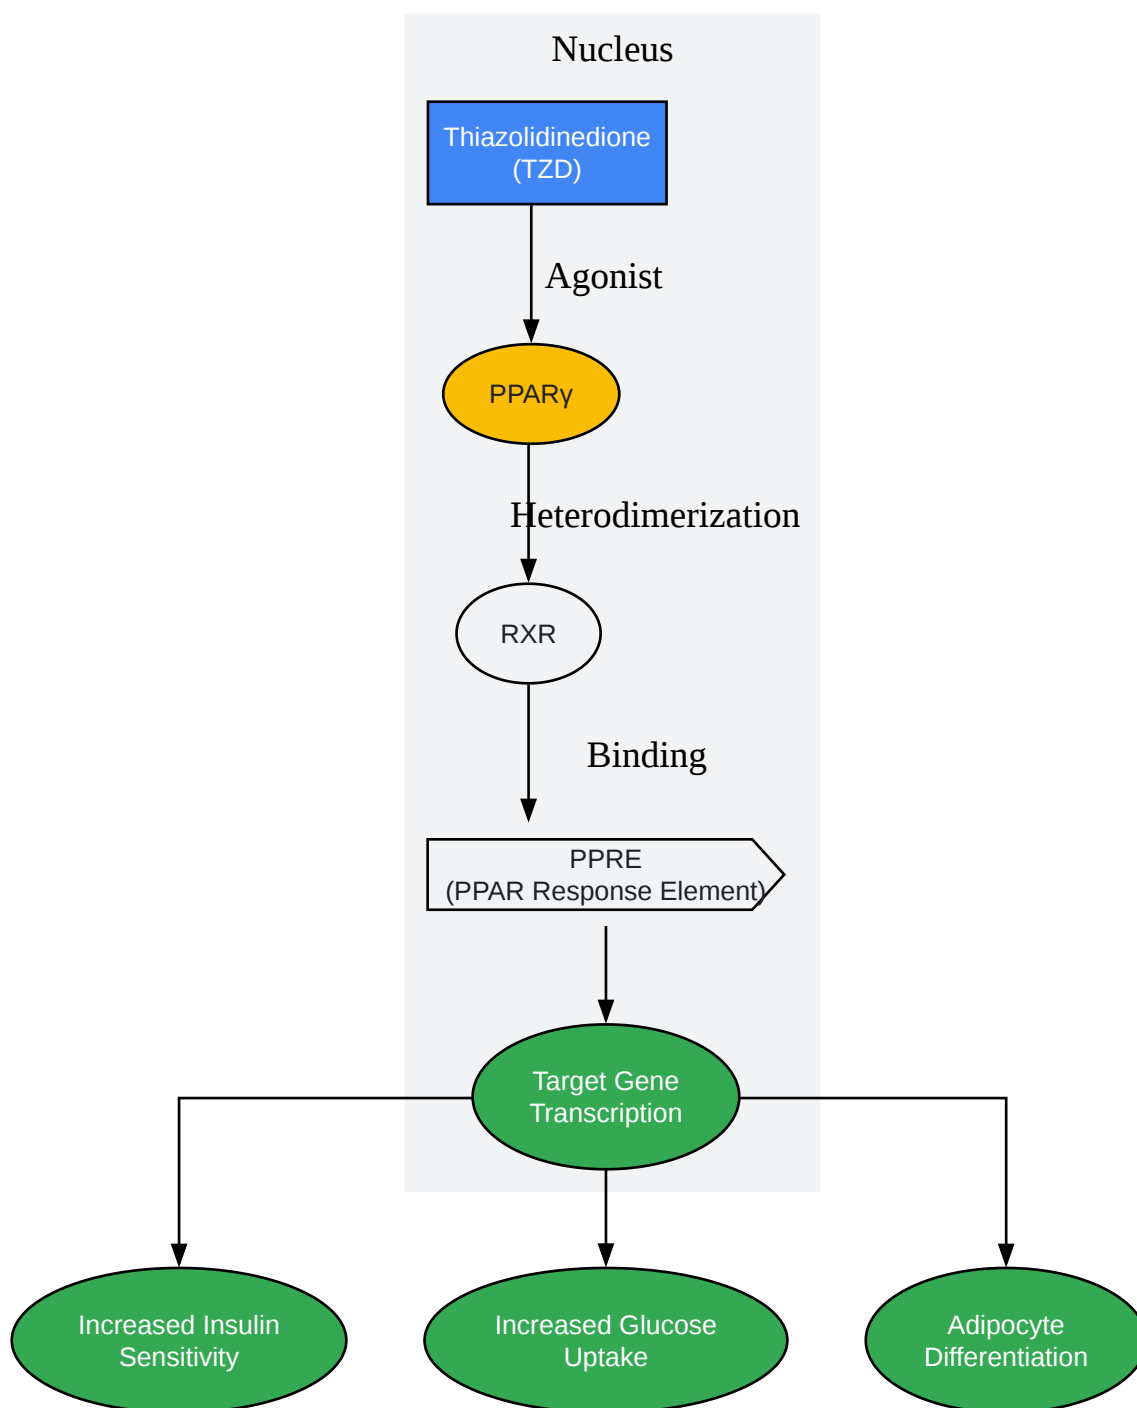 Nucleus
Thiazolidinedione
(TZD)
Agonist
PPARγ
Heterodimerization
RXR
Binding
PPRE
(PPAR Response Element)
Target Gene
Transcription
Increased Insulin
Sensitivity
Increased Glucose
Uptake
Adipocyte
Differentiation